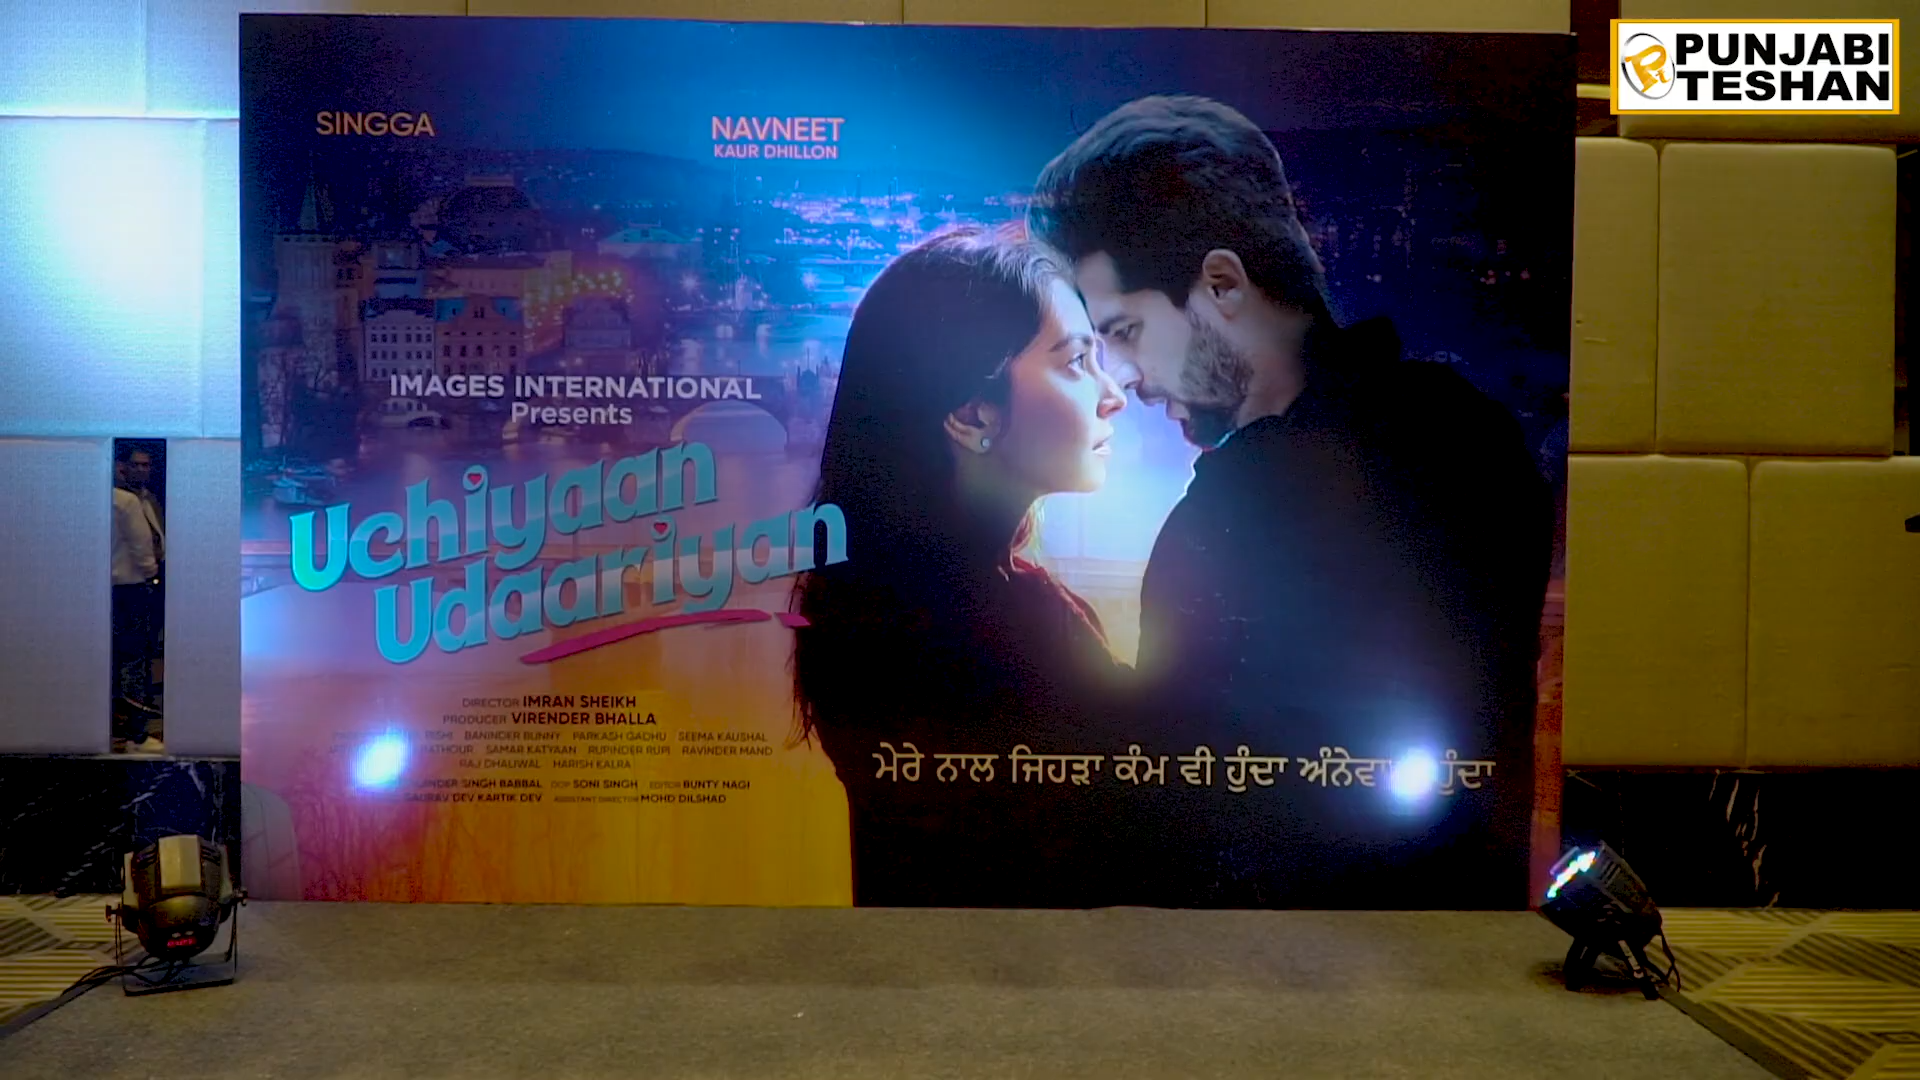 PUNJABI
TESHAN
SINGGA
NAVNEET
KAUR DHILLON
IMAGES INTERNATIONAL
Presents
Uchiyaan
Udaariyan
DIRECTOR IMRAN SHEIKH
PRODUCER VIRENDER BHALLA
RISHI BANINDER BUNNY PARKASH GADHU SEEMA KAUSHAL
SAMAR KATYAAN RUPINDER RUPI RAVINDER MAND
RAJ DHALIWAL HARISH KALRA
SINGH BABBAL DOP SONI SINGH EDITOR BUNTY NAGI
GAURAV DEV KARTIK DEV ASSISTANT DIRECTOR MOHD DILSHAD
ਮੇਰੇ ਨਾਲ ਜਿਹੜਾ ਕੰਮ ਵੀ ਹੁੰਦਾ ਹੁੰਦਾ